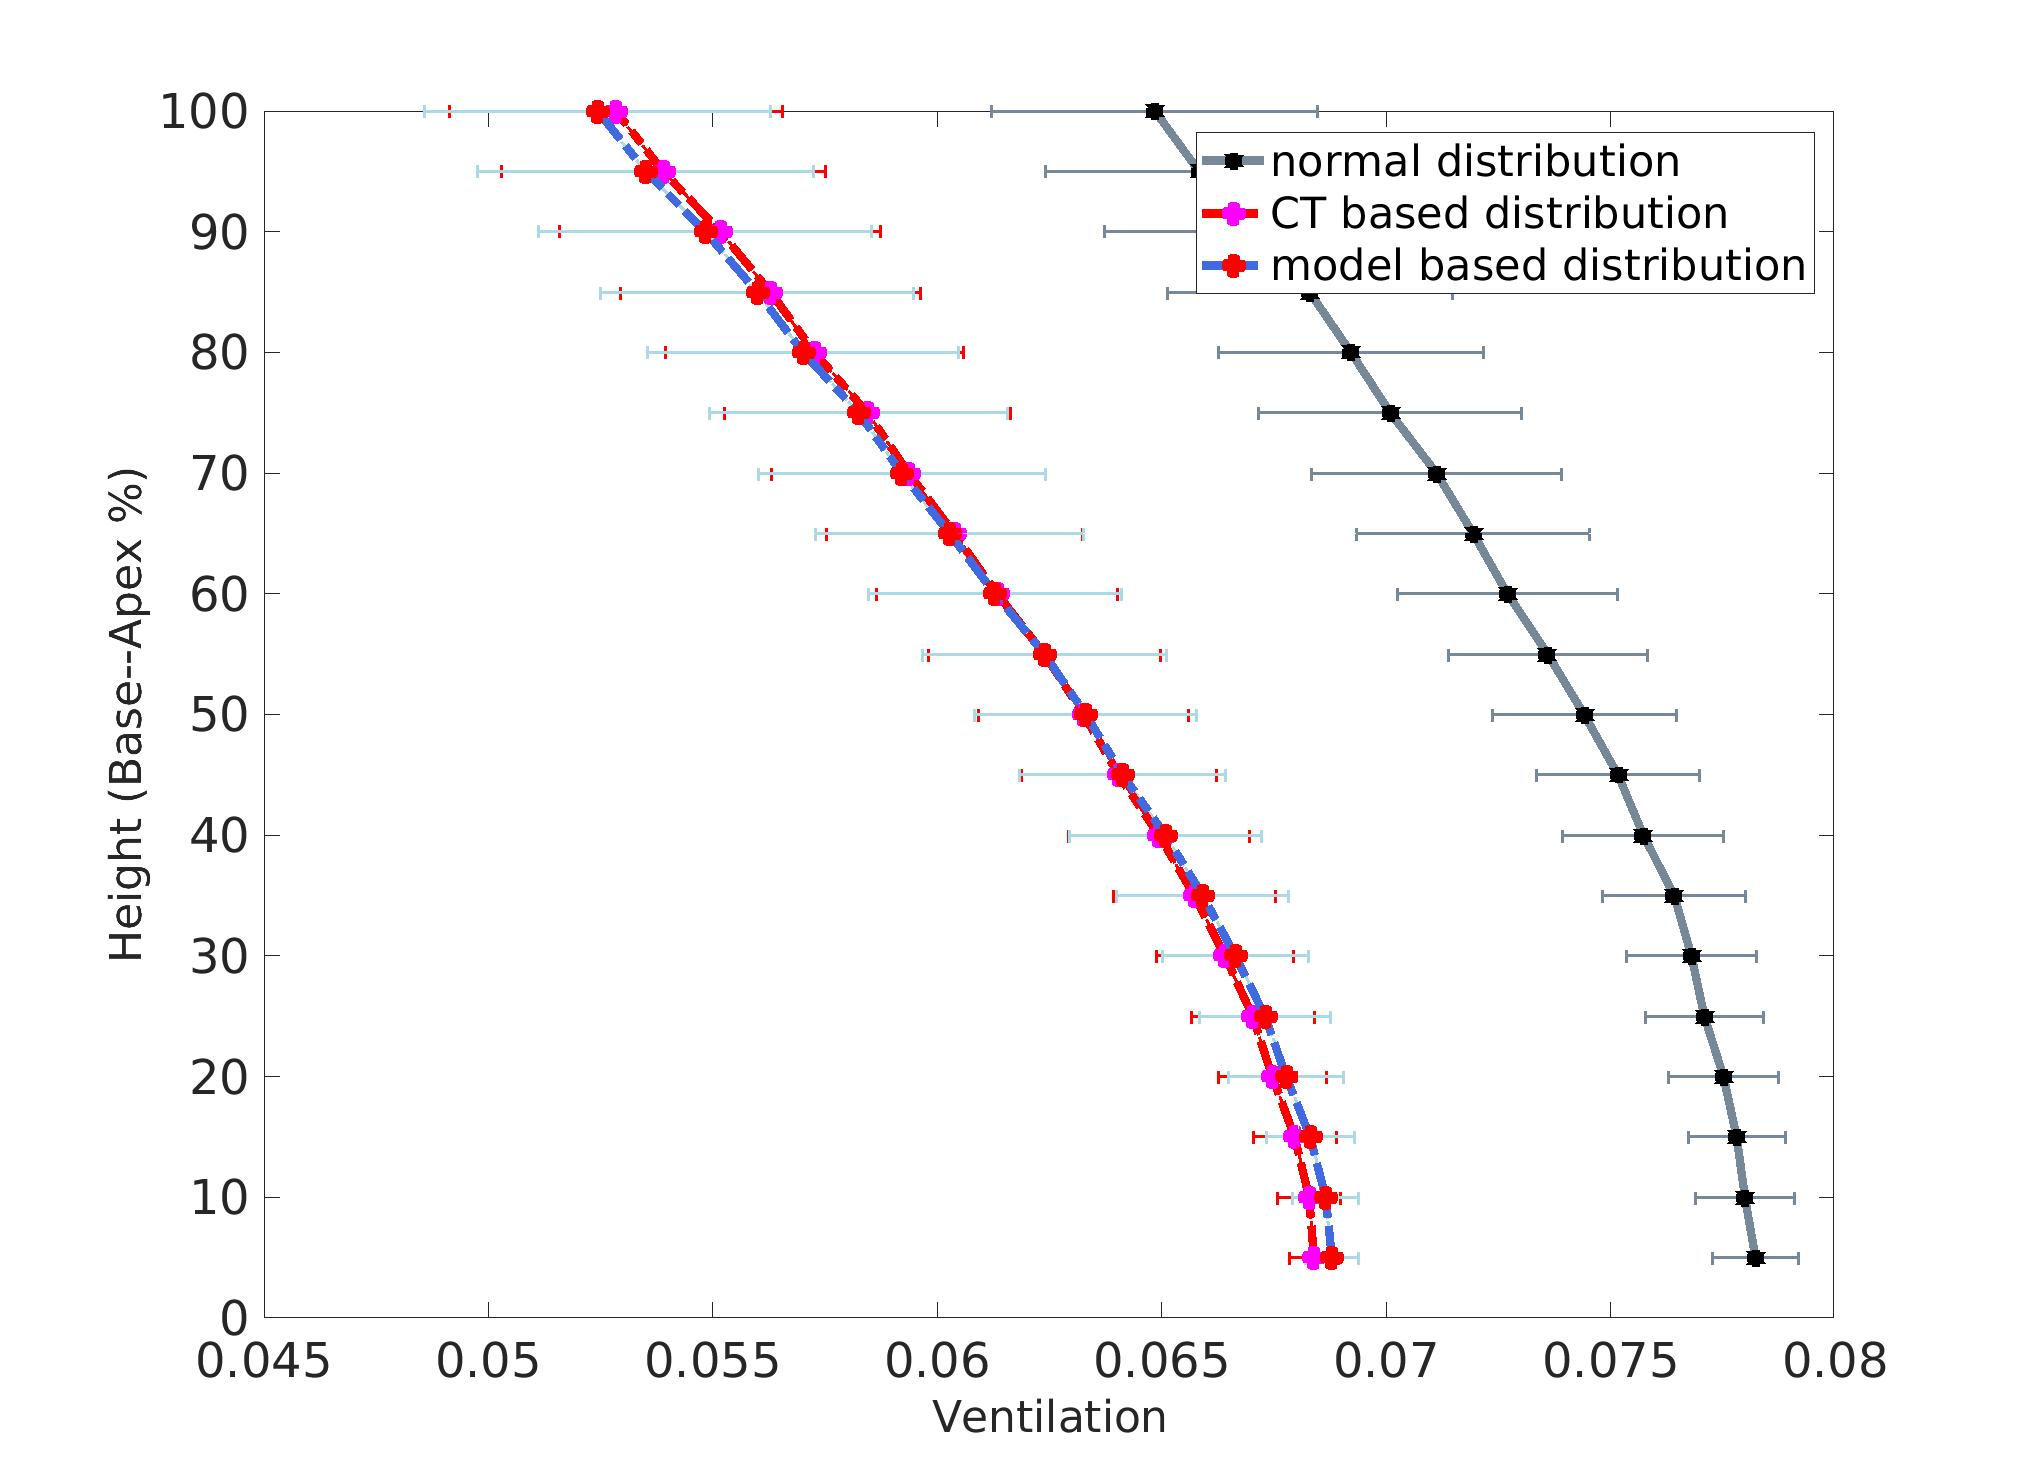 normal distribution
CT based distribution
model based distribution
100
90
80
70
60
50
40
30
20
10
0
Height (Base--Apex %)
0.045 0.05 0.055 0.06 0.065 0.07 0.075 0.08
Ventilation